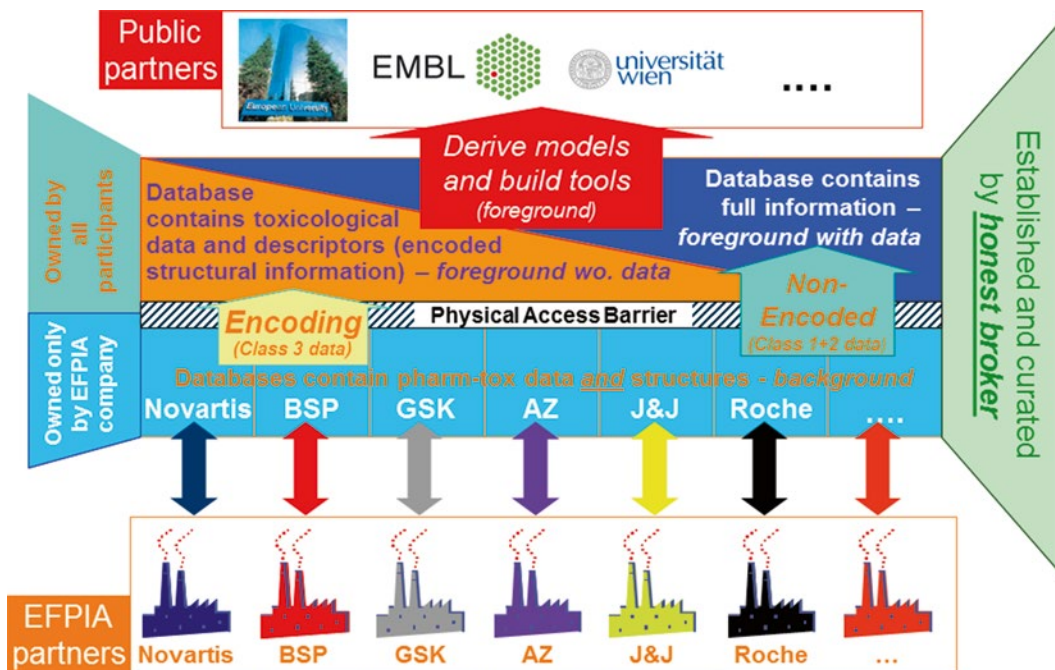 Public
partners
European University
EMBL
universität
wien
....
Derive models
and build tools
(foreground)
Owned by
all
participants
Database
contains toxicological
data and descriptors (encoded
structural information) – foreground wo. data
Database contains
full information –
foreground with data
Established and curated
by honest broker
Encoding
(Class 3 data)
Physical Access Barrier
Non-
Encoded
(Class 1+2 data)
Owned only
by EFPIA
company
Databases contain pharm-tox data and structures - background
Novartis
BSP
GSK
AZ
J&J
Roche
....
EFPIA
partners
Novartis
BSP
GSK
AZ
J&J
Roche
...